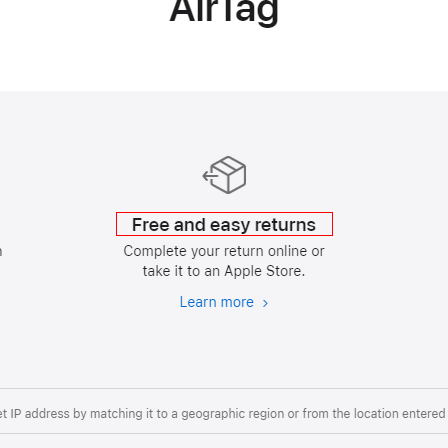 AirTag
Free and easy returns
Complete your return online or
take it to an Apple Store.
Learn more >
IP address by matching it to a geographic region or from the location entered